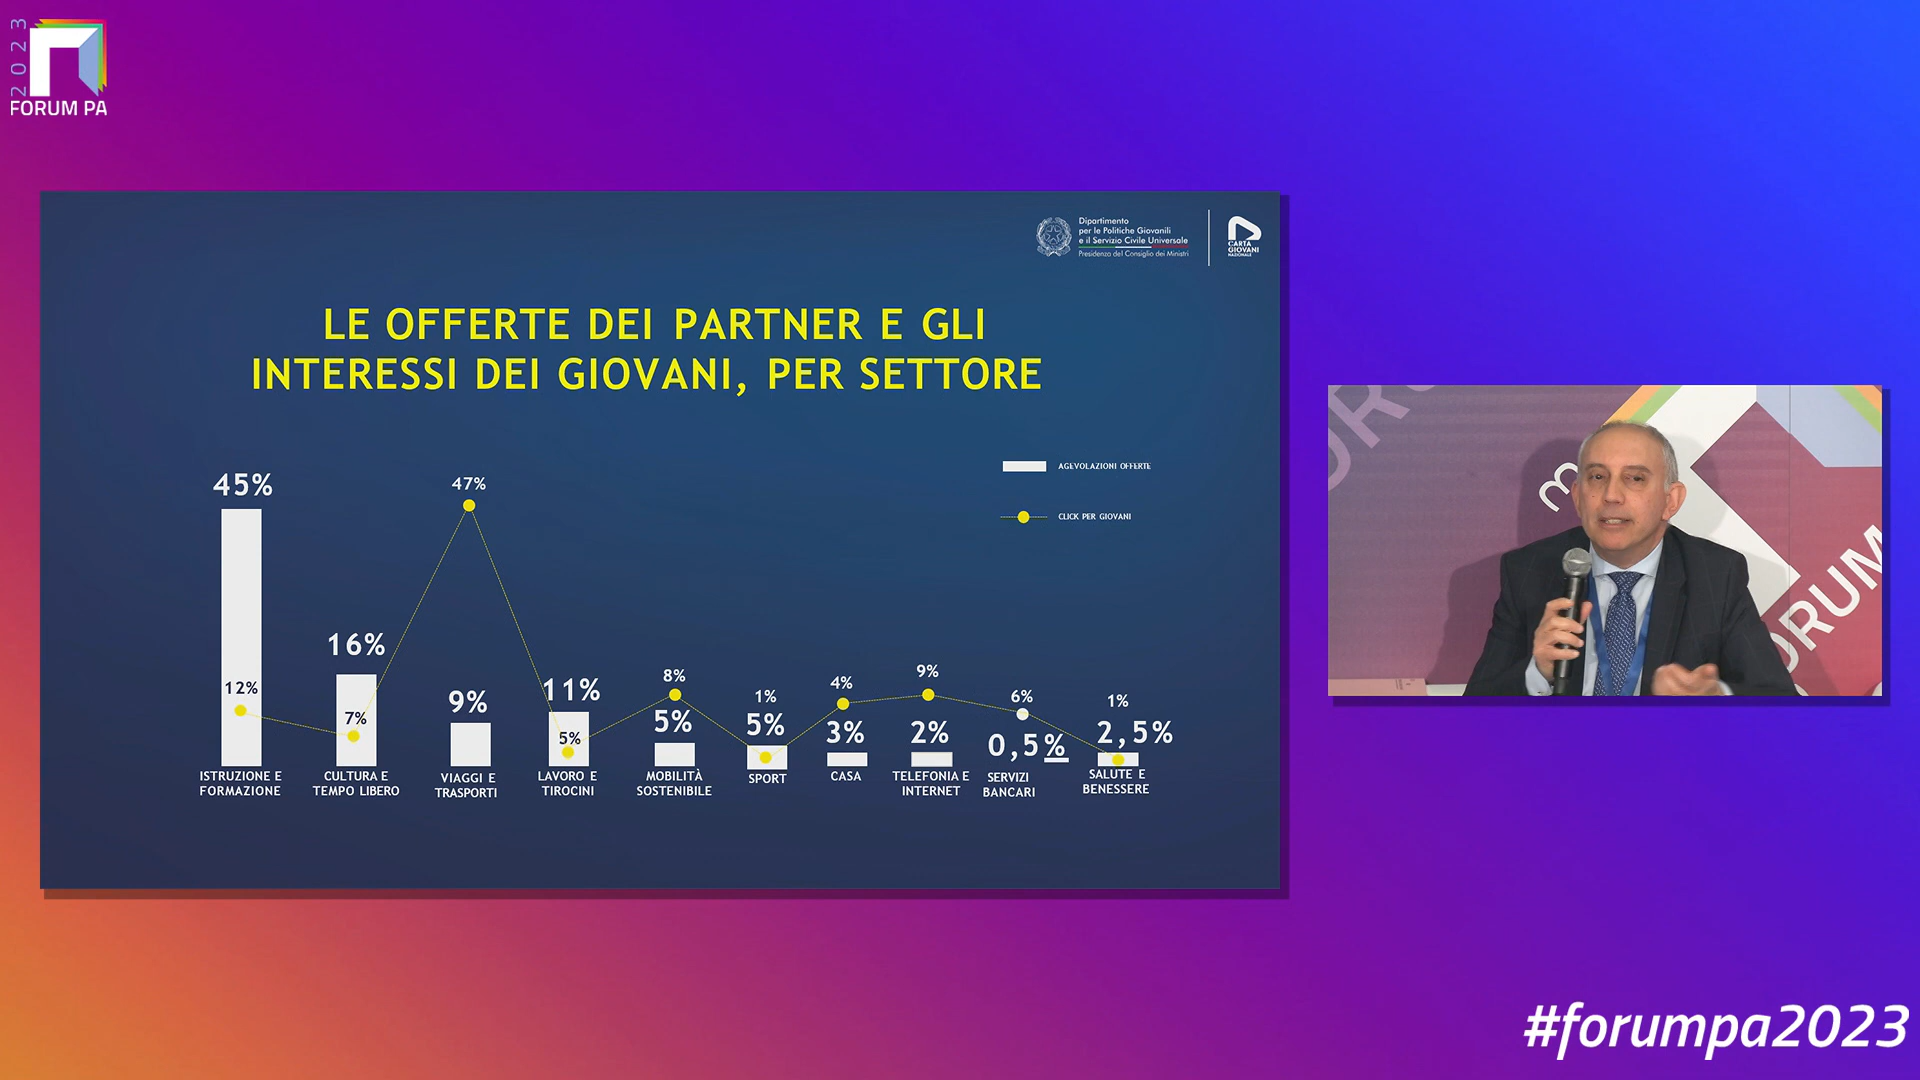 2023
FORUM PA
Dipartimento
per le Politiche Giovanili
e il Servizio Civile Universale
Presidenza del Consiglio dei Ministri
CARTA
GIOVANI
NAZIONALE
LE OFFERTE DEI PARTNER E GLI
INTERESSI DEI GIOVANI, PER SETTORE
AGEVOLAZIONI OFFERTE
CLICK PER GIOVANI
45%
12%
16%
7%
47%
9%
11%
5%
8%
5%
1%
5%
4%
3%
9%
2%
6%
0,5%
1%
2,5%
ISTRUZIONE E
FORMAZIONE
CULTURA E
TEMPO LIBERO
VIAGGI E
TRASPORTI
LAVORO E
TIROCINI
MOBILITÀ
SOSTENIBILE
SPORT
CASA
TELEFONIA E
INTERNET
SERVIZI
BANCARI
SALUTE E
BENESSERE
ORUM
#forumpa2023